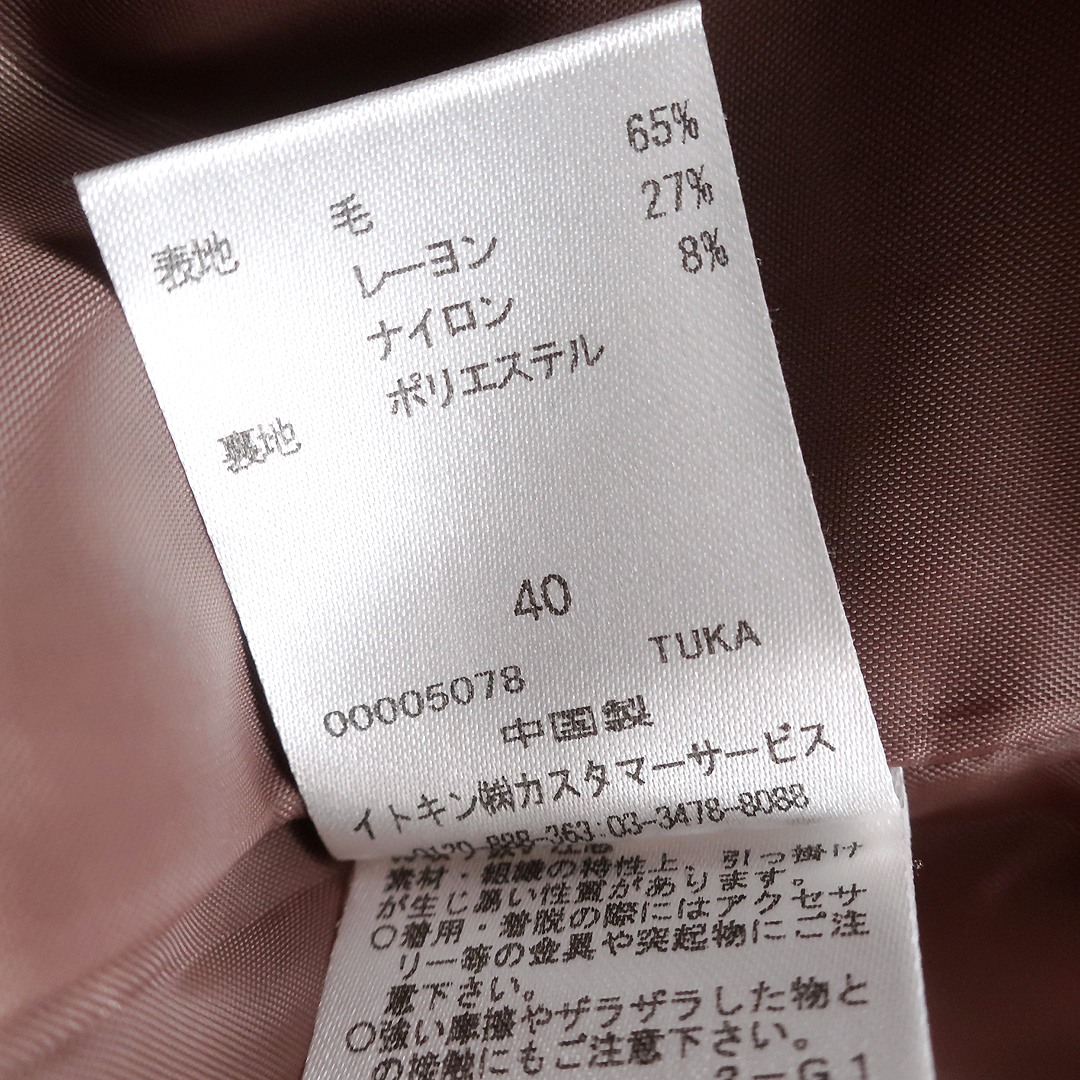 表地 毛 65%
レーヨン 27%
ナイロン 8%
裏地 ポリエステル
40
00005078 TUKA
中国製
イトキン㈱カスタマーサービス
0120-888-363:03-3478-8088
素材・組織の特性上、引っ掛け
が生じ易い性質があります。
○着用・着脱の際にはアクセサ
リー等の金具や突起物にご注
意下さい。
○強い摩擦やザラザラした物と
の接触にもご注意下さい。
2-G1